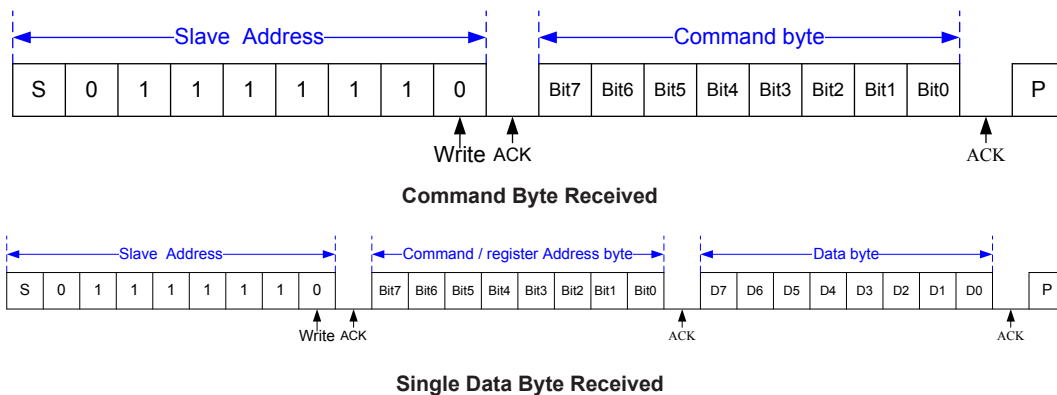 Slave Address Command byte
S 0 1 1 1 1 1 1 0 Bit7 Bit6 Bit5 Bit4 Bit3 Bit2 Bit1 Bit0 P
Write ACK ACK
Command Byte Received
Slave Address Command / register Address byte Data byte
S 0 1 1 1 1 1 1 0 Bit7 Bit6 Bit5 Bit4 Bit3 Bit2 Bit1 Bit0 D7 D6 D5 D4 D3 D2 D1 D0 P
Write ACK ACK ACK
Single Data Byte Received